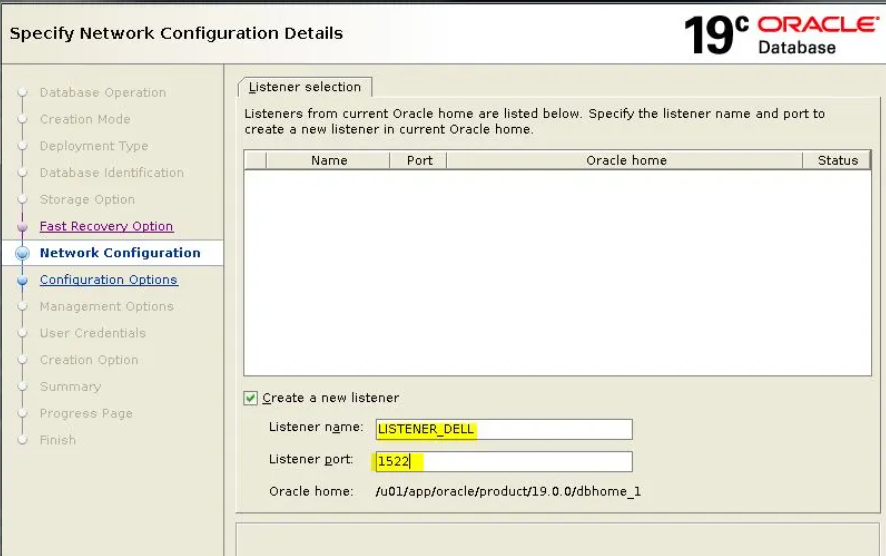 Specify Network Configuration Details
19c ORACLE
Database
Database Operation
Creation Mode
Deployment Type
Database Identification
Storage Option
Fast Recovery Option
Network Configuration
Configuration Options
Management Options
User Credentials
Creation Option
Summary
Progress Page
Finish
Listener selection
Listeners from current Oracle home are listed below. Specify the listener name and port to
create a new listener in current Oracle home.
Name Port Oracle home Status
Create a new listener
Listener name: LISTENER_DELL
Listener port: 1522
Oracle home: /u01/app/oracle/product/19.0.0/dbhome_1